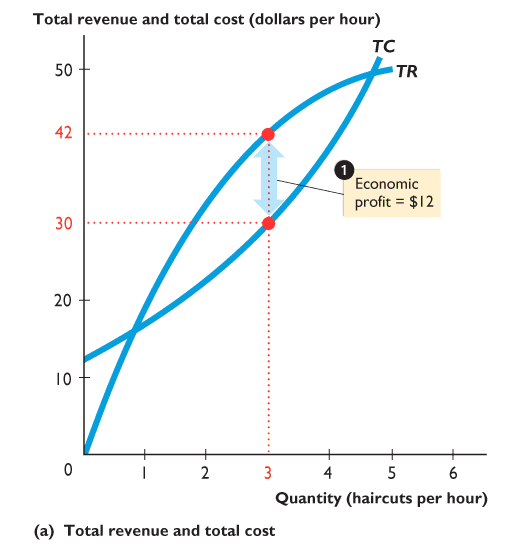 Total revenue and total cost (dollars per hour)
TC
50
TR
42
1
Economic
profit = $12
30
20
10
0
1
2
3
4
5
6
Quantity (haircuts per hour)
(a) Total revenue and total cost